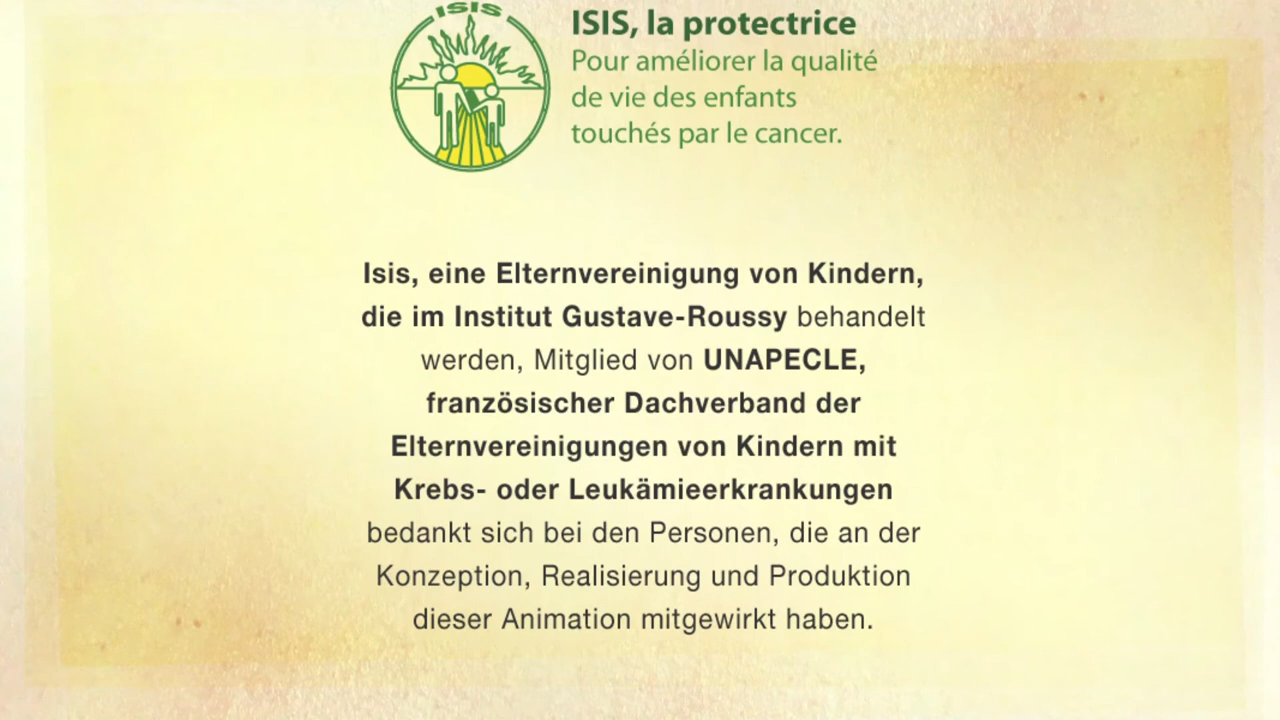 ISIS
ISIS, la protectrice
Pour améliorer la qualité
de vie des enfants
touchés par le cancer.
Isis, eine Elternvereinigung von Kindern,
die im Institut Gustave-Roussy behandelt
werden, Mitglied von UNAPECLE,
französischer Dachverband der
Elternvereinigungen von Kindern mit
Krebs- oder Leukämieerkrankungen
bedankt sich bei den Personen, die an der
Konzeption, Realisierung und Produktion
dieser Animation mitgewirkt haben.